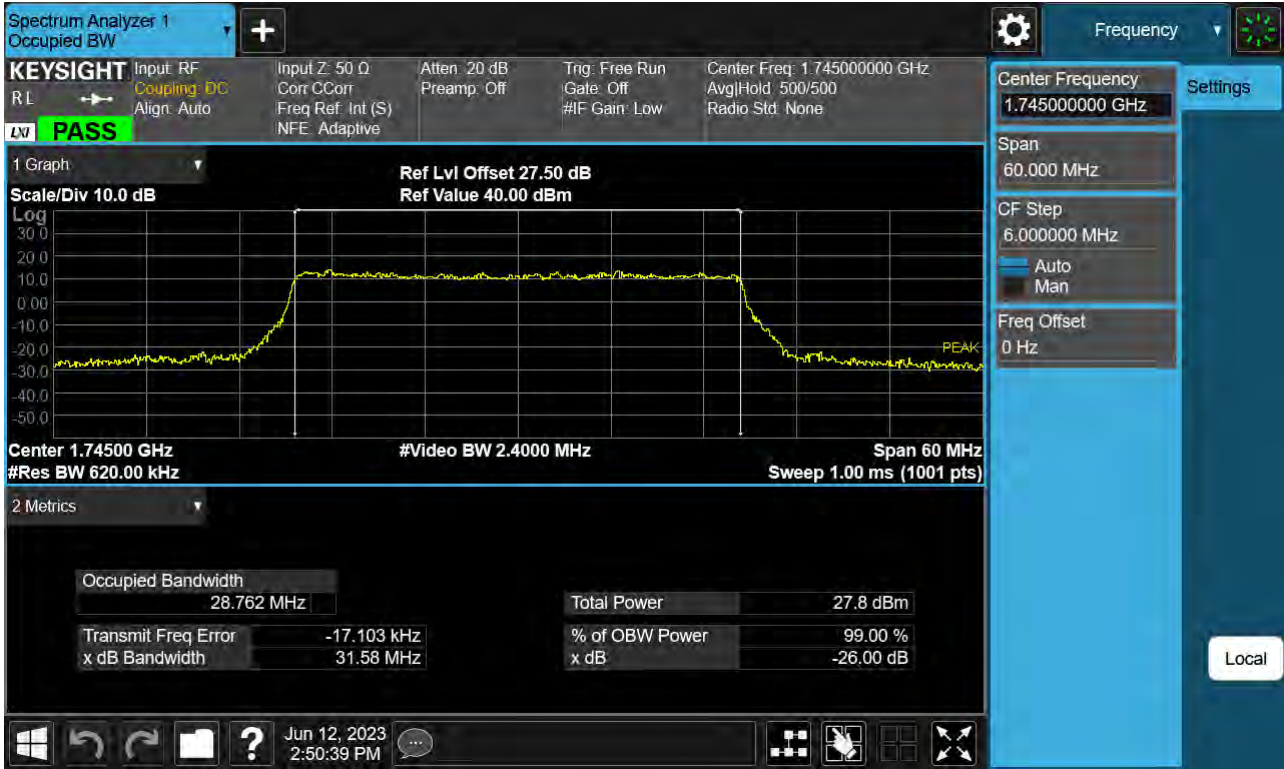 Spectrum Analyzer 1
Occupied BW
Frequency
KEYSIGHT
RL
LXI
PASS
Input: RF
Coupling: DC
Align: Auto
Input Z: 50 Ω
Corr CCorr
Freq Ref: Int (S)
NFE: Adaptive
Atten: 20 dB
Preamp: Off
Trig: Free Run
Gate: Off
#IF Gain: Low
Center Freq: 1.745000000 GHz
Avg|Hold: 500/500
Radio Std: None
1 Graph
Scale/Div 10.0 dB
Ref Lvl Offset 27.50 dB
Ref Value 40.00 dBm
Log
30.0
20.0
10.0
0.00
-10.0
-20.0
-30.0
-40.0
-50.0
PEAK
Center 1.74500 GHz
#Video BW 2.4000 MHz
Span 60 MHz
#Res BW 620.00 kHz
Sweep 1.00 ms (1001 pts)
2 Metrics
Occupied Bandwidth
28.762 MHz
Total Power 27.8 dBm
Transmit Freq Error -17.103 kHz
% of OBW Power 99.00 %
x dB Bandwidth 31.58 MHz
x dB -26.00 dB
Center Frequency
1.745000000 GHz
Settings
Span
60.000 MHz
CF Step
6.000000 MHz
Auto
Man
Freq Offset
0 Hz
Local
?
Jun 12, 2023
2:50:39 PM